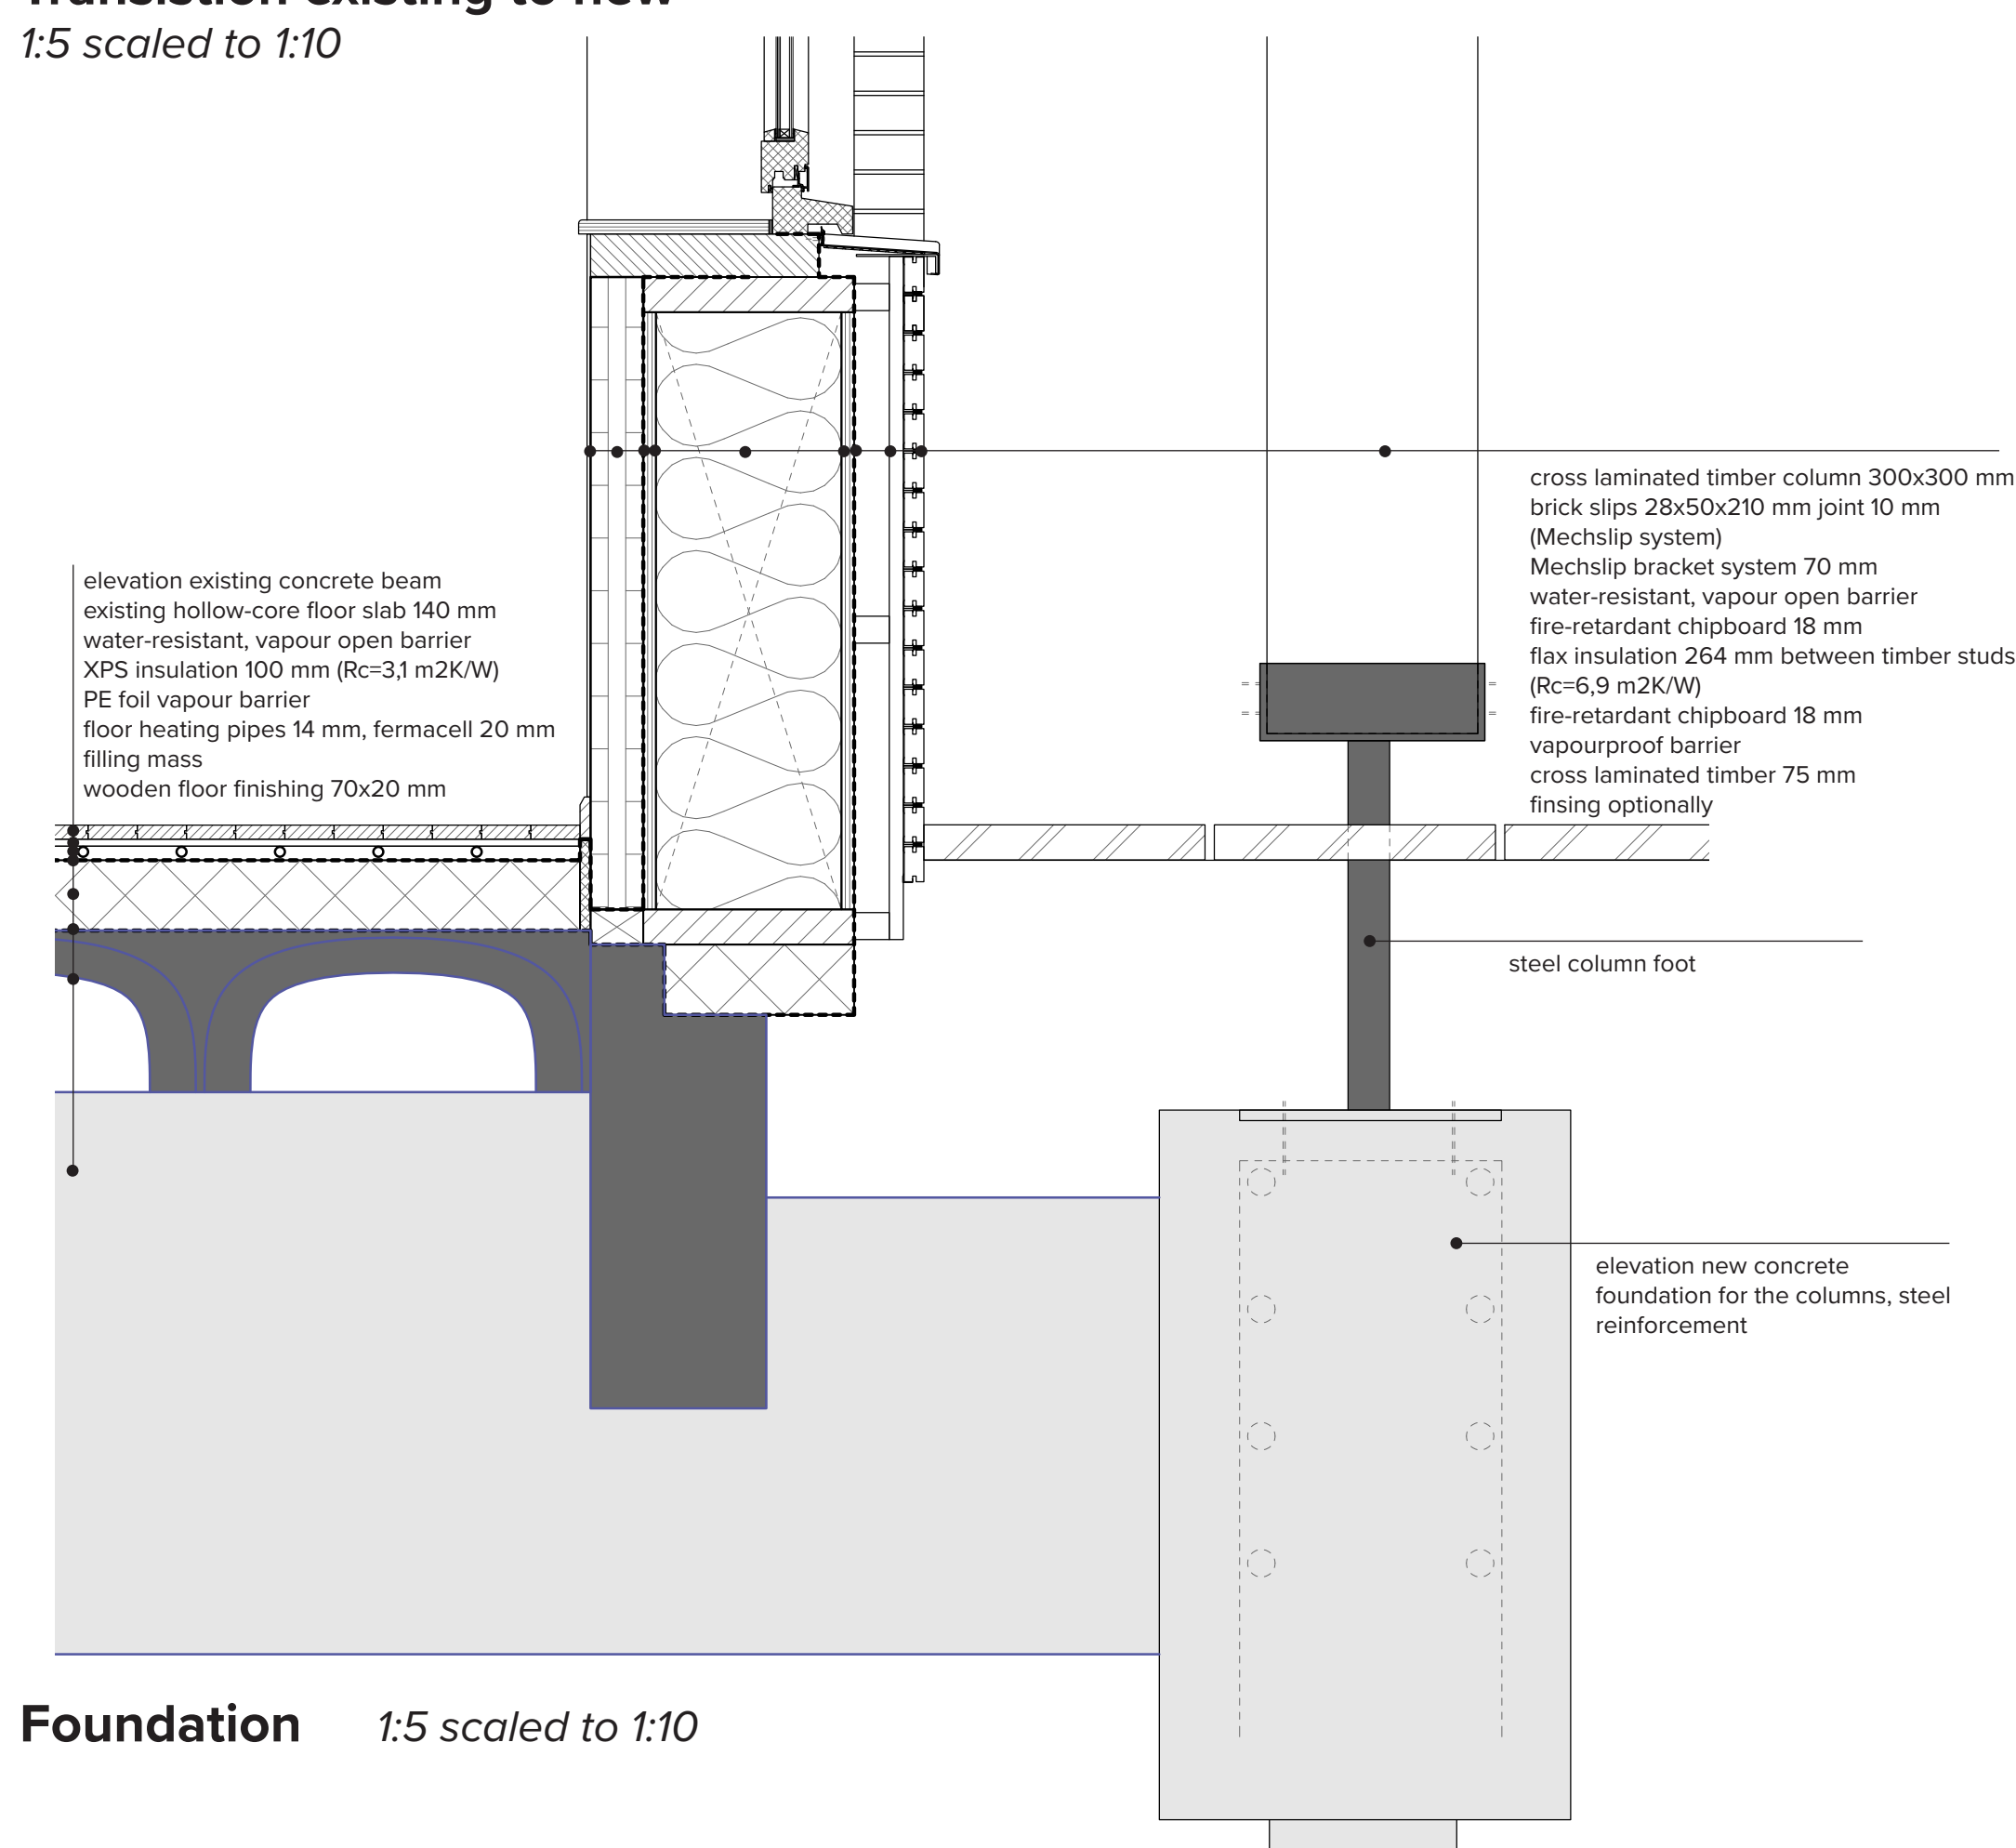 Transistion existing to new
1:5 scaled to 1:10
elevation existing concrete beam
existing hollow-core floor slab 140 mm
water-resistant, vapour open barrier
XPS insulation 100 mm (Rc=3,1 m2K/W)
PE foil vapour barrier
floor heating pipes 14 mm, fermacell 20 mm
filling mass
wooden floor finishing 70x20 mm
cross laminated timber column 300x300 mm
brick slips 28x50x210 mm joint 10 mm
(Mechslip system)
Mechslip bracket system 70 mm
water-resistant, vapour open barrier
fire-retardant chipboard 18 mm
flax insulation 264 mm between timber studs
(Rc=6,9 m2K/W)
fire-retardant chipboard 18 mm
vapourproof barrier
cross laminated timber 75 mm
finsing optionally
steel column foot
elevation new concrete
foundation for the columns, steel
reinforcement
Foundation 1:5 scaled to 1:10